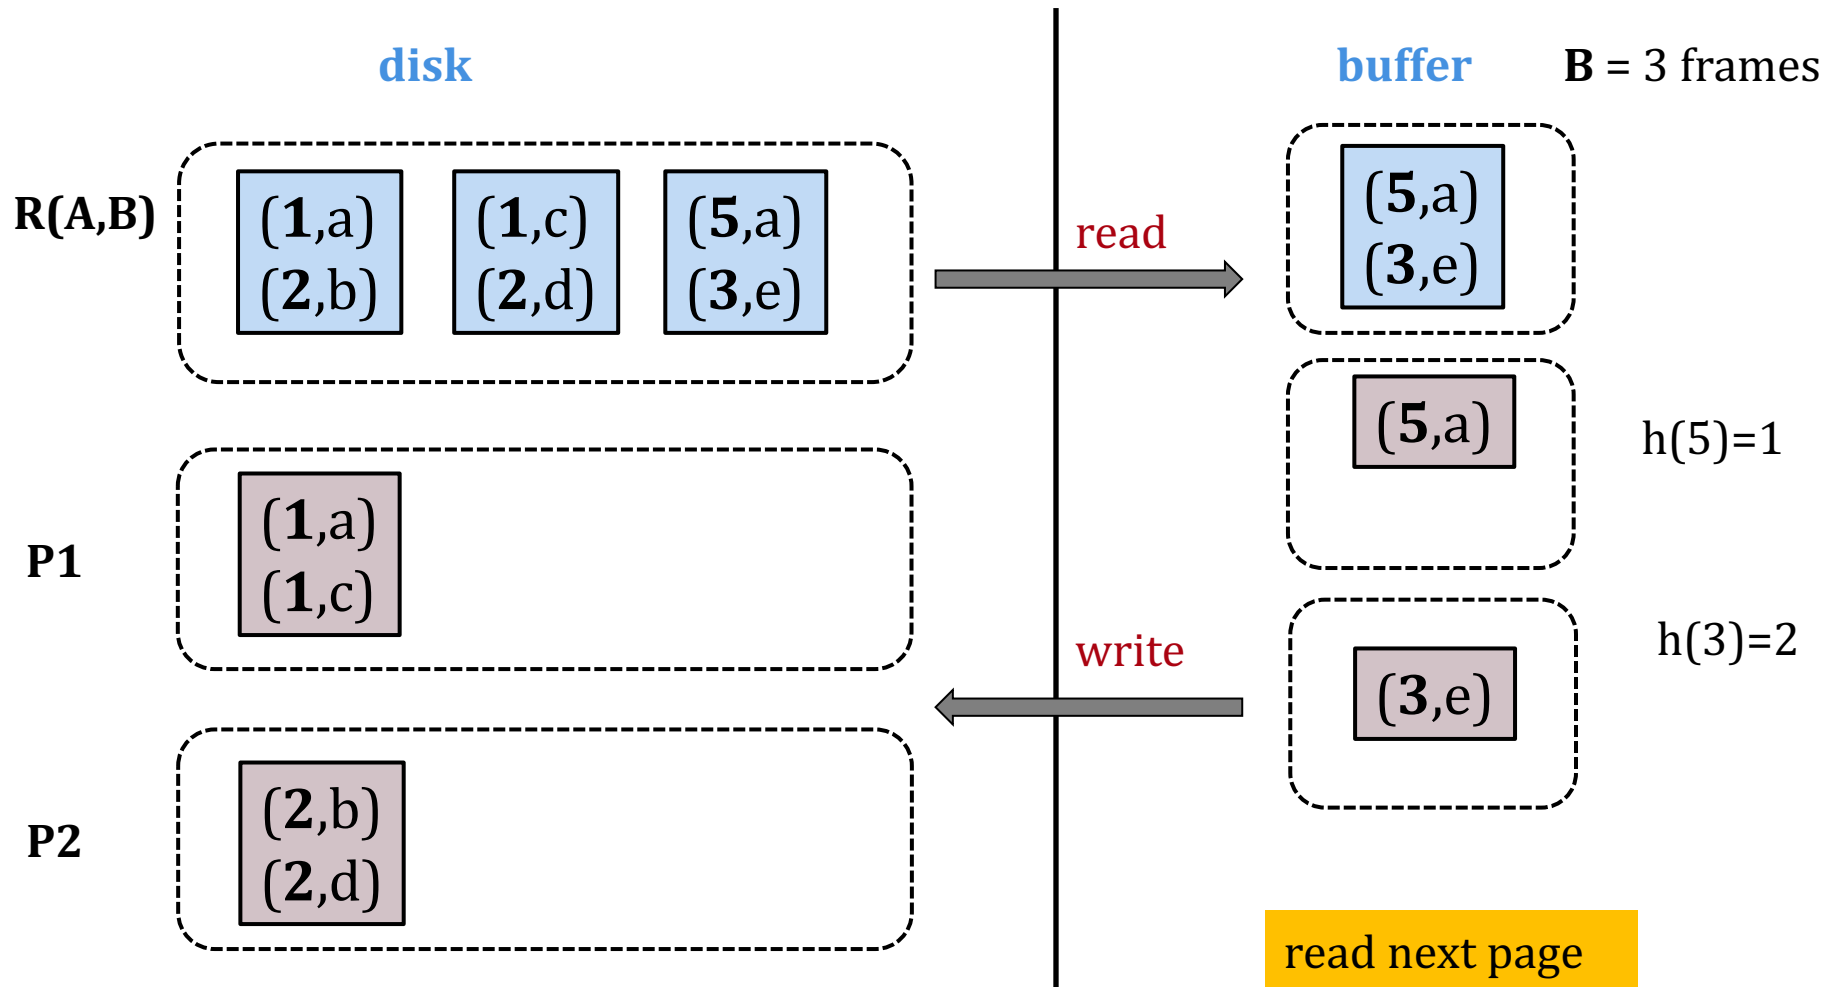 disk
buffer
B = 3 frames
R(A,B)
(1,a)
(2,b)
(1,c)
(2,d)
(5,a)
(3,e)
read
(5,a)
(3,e)
(5,a)
h(5)=1
P1
(1,a)
(1,c)
write
(3,e)
h(3)=2
P2
(2,b)
(2,d)
read next page